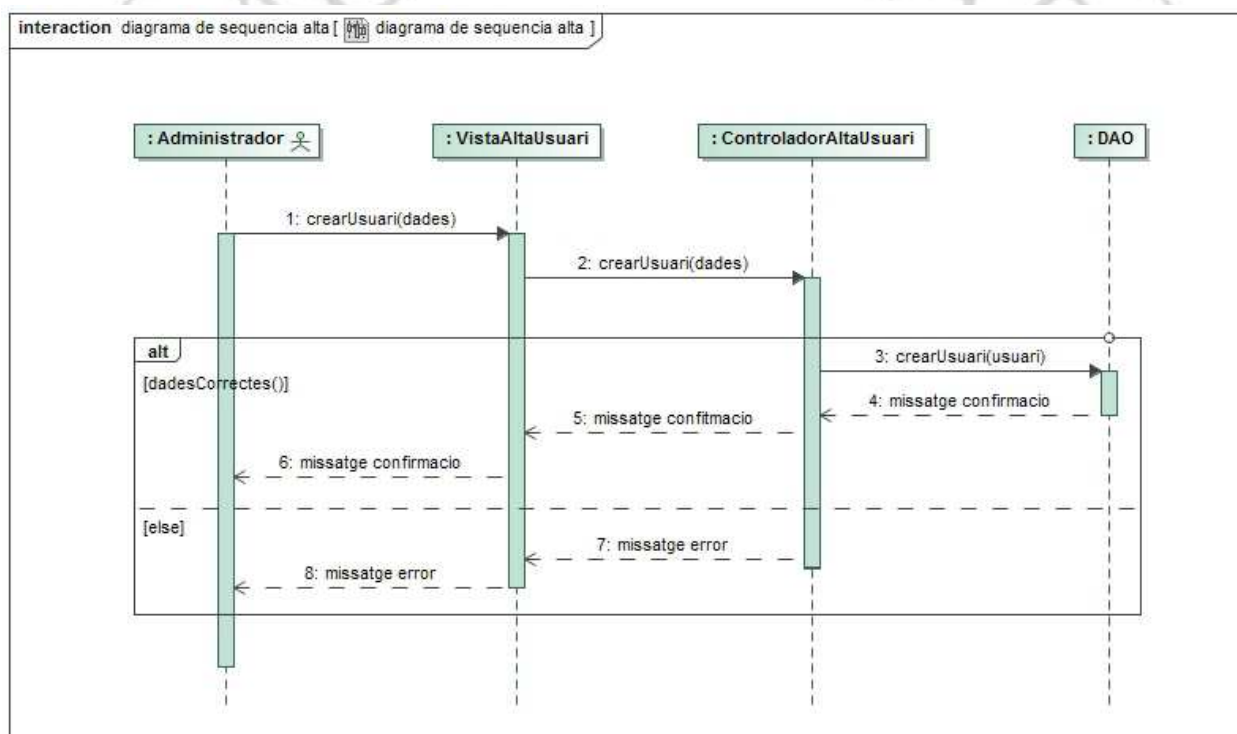 interaction diagrama de sequencia alta [ diagrama de sequencia alta ]
: Administrador
: VistaAltaUsuari
: ControladorAltaUsuari
: DAO
1: crearUsuari(dades)
2: crearUsuari(dades)
alt
3: crearUsuari(usuari)
[dadesCorrectes()]
4: missatge confirmacio
5: missatge confitmacio
6: missatge confirmacio
[else]
7: missatge error
8: missatge error